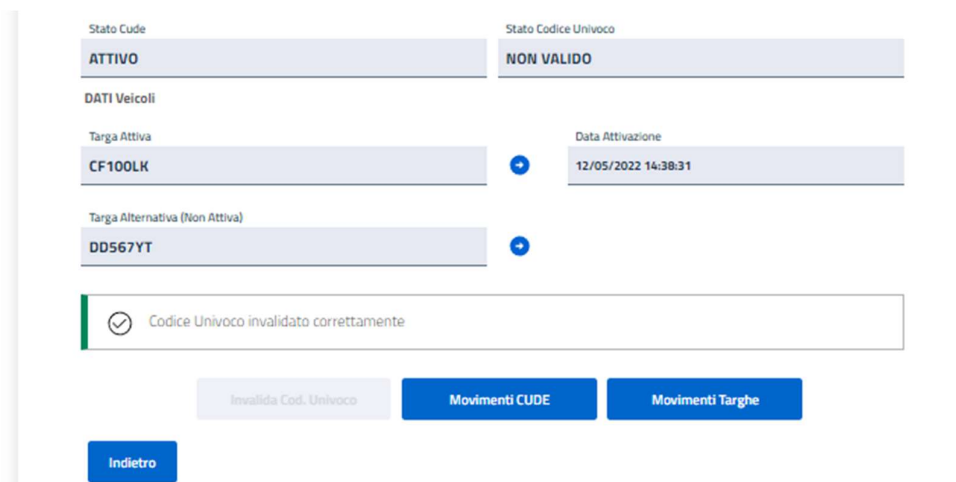 Stato Cude
Stato Codice Univoco
ATTIVO
NON VALIDO
DATI Veicoli
Targa Attiva
Data Attivazione
CF100LK
12/05/2022 14:38:31
Targa Alternativa (Non Attiva)
DD567YT
Codice Univoco invalidato correttamente
Invalida Cod. Univoco
Movimenti CUDE
Movimenti Targhe
Indietro